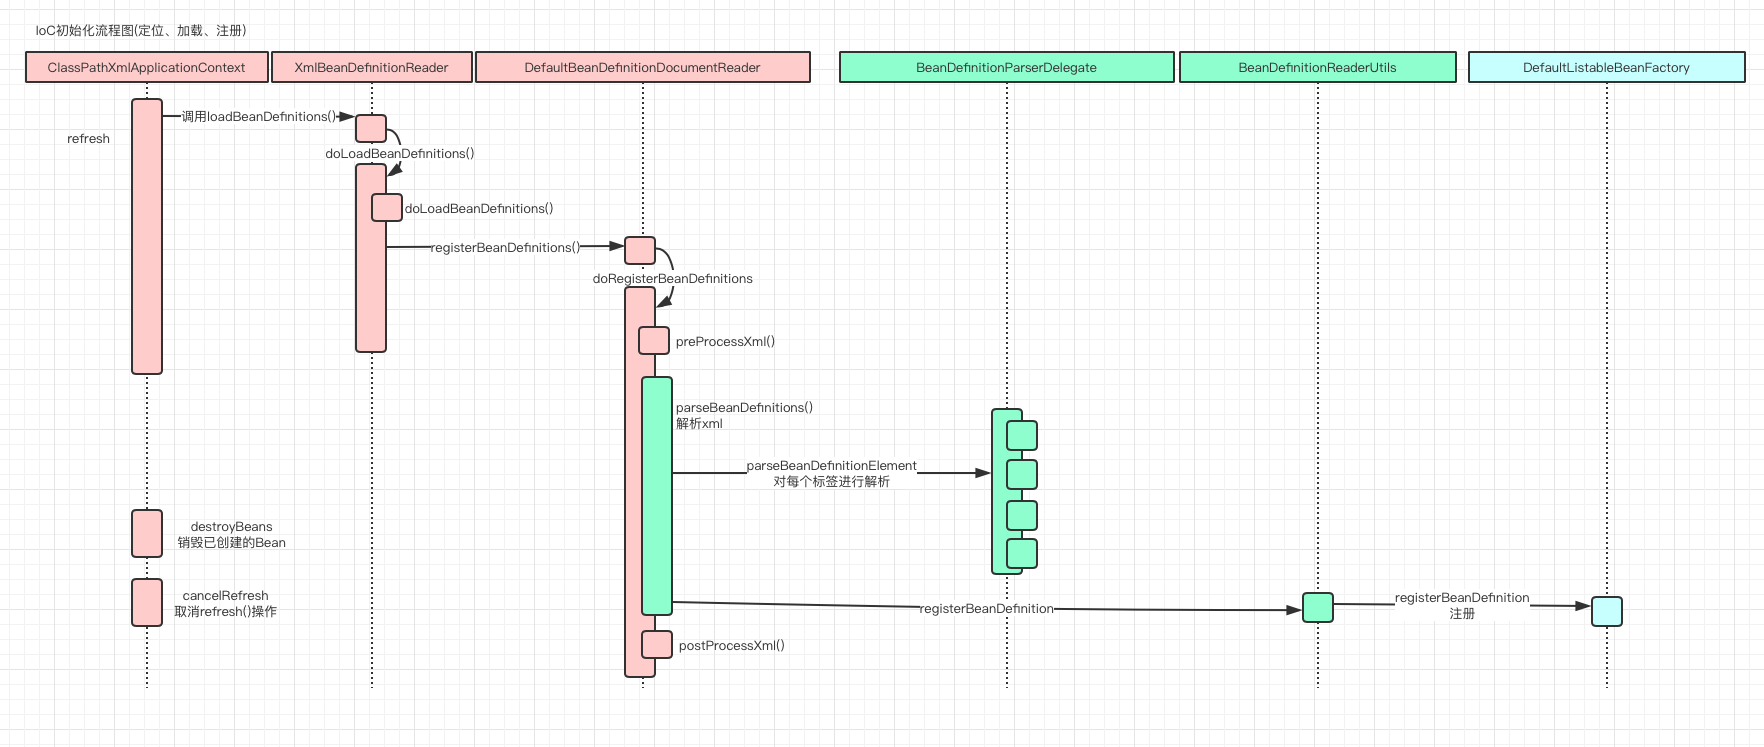 IoC初始化流程图(定位、加载、注册)
ClassPathXmlApplicationContext
XmlBeanDefinitionReader
DefaultBeanDefinitionDocumentReader
BeanDefinitionParserDelegate
BeanDefinitionReaderUtils
DefaultListableBeanFactory
调用loadBeanDefinitions()
refresh
doLoadBeanDefinitions()
doLoadBeanDefinitions()
registerBeanDefinitions()
doRegisterBeanDefinitions
preProcessXml()
parseBeanDefinitions()
解析xml
parseBeanDefinitionElement
对每个标签进行解析
destroyBeans
销毁已创建的Bean
cancelRefresh
取消refresh()操作
registerBeanDefinition
registerBeanDefinition
注册
postProcessXml()